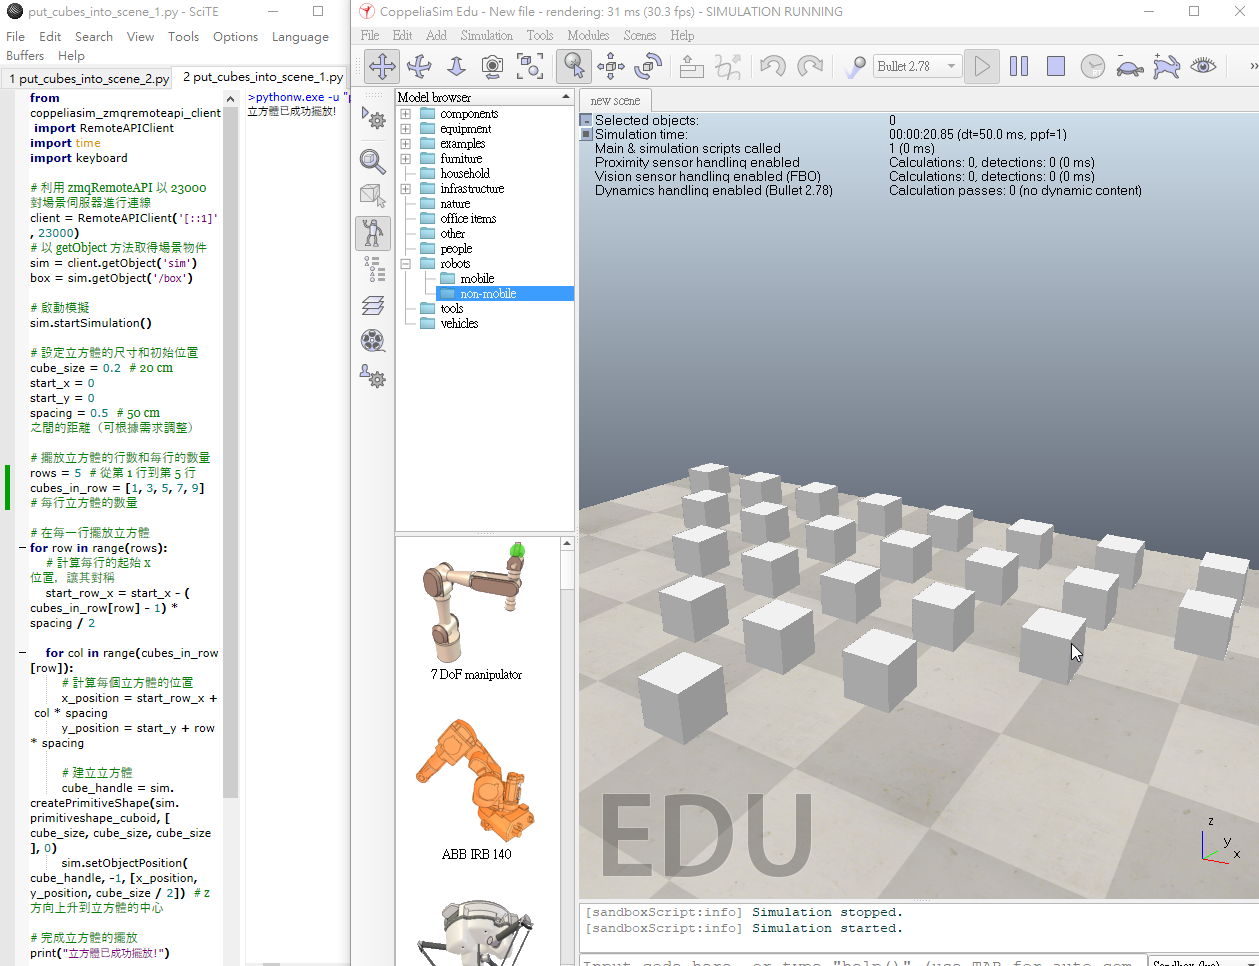 put_cubes_into_scene_1.py - SciTE
File Edit Search View Tools Options Language
Buffers Help
1 put_cubes_into_scene_2.py 2 put_cubes_into_scene_1.py
from
coppeliasim_zmqremoteapi_client
import RemoteAPIClient
import time
import keyboard
# 利用 zmqRemoteAPI 以 23000
對場景伺服器進行連線
client = RemoteAPIClient('[::1]'
, 23000)
# 以 getObject 方法取得場景物件
sim = client.getObject('sim')
box = sim.getObject('/box')
# 啟動模擬
sim.startSimulation()
# 設定立方體的尺寸和初始位置
cube_size = 0.2 # 20 cm
start_x = 0
start_y = 0
spacing = 0.5 # 50 cm
之間的距離（可根據需求調整）
# 擺放立方體的行數和每行的數量
rows = 5 # 從第 1 行到第 5 行
cubes_in_row = [1, 3, 5, 7, 9]
# 每行立方體的數量
# 在每一行擺放立方體
for row in range(rows):
# 計算每行的起始 x
位置，讓其對稱
start_row_x = start_x - (
cubes_in_row[row] - 1) *
spacing / 2
for col in range(cubes_in_row
[row]):
# 計算每個立方體的位置
x_position = start_row_x +
col * spacing
y_position = start_y + row
* spacing
# 建立立方體
cube_handle = sim.
createPrimitiveShape(sim.
primitiveshape_cuboid, [
cube_size, cube_size, cube_size
], 0)
sim.setObjectPosition(
cube_handle, -1, [x_position,
y_position, cube_size / 2]) # z
方向上升到立方體的中心
# 完成立方體的擺放
print("立方體已成功擺放!")
>pythonw.exe -u "p
立方體已成功擺放!
CoppeliaSim Edu - New file - rendering: 31 ms (30.3 fps) - SIMULATION RUNNING
File Edit Add Simulation Tools Modules Scenes Help
Bullet 2.78
Model browser
components
equipment
examples
furniture
household
infrastructure
nature
office items
other
people
robots
mobile
non-mobile
tools
vehicles
7 DoF manipulator
ABB IRB 140
new scene
Selected objects: 0
Simulation time: 00:00:20.85 (dt=50.0 ms, ppf=1)
Main & simulation scripts called 1 (0 ms)
Proximity sensor handling enabled Calculations: 0, detections: 0 (0 ms)
Vision sensor handling enabled (FBO) Calculations: 0, detections: 0 (0 ms)
Dynamics handling enabled (Bullet 2.78) Calculation passes: 0 (no dynamic content)
EDU
z
y
x
[sandboxScript:info] Simulation stopped.
[sandboxScript:info] Simulation started.